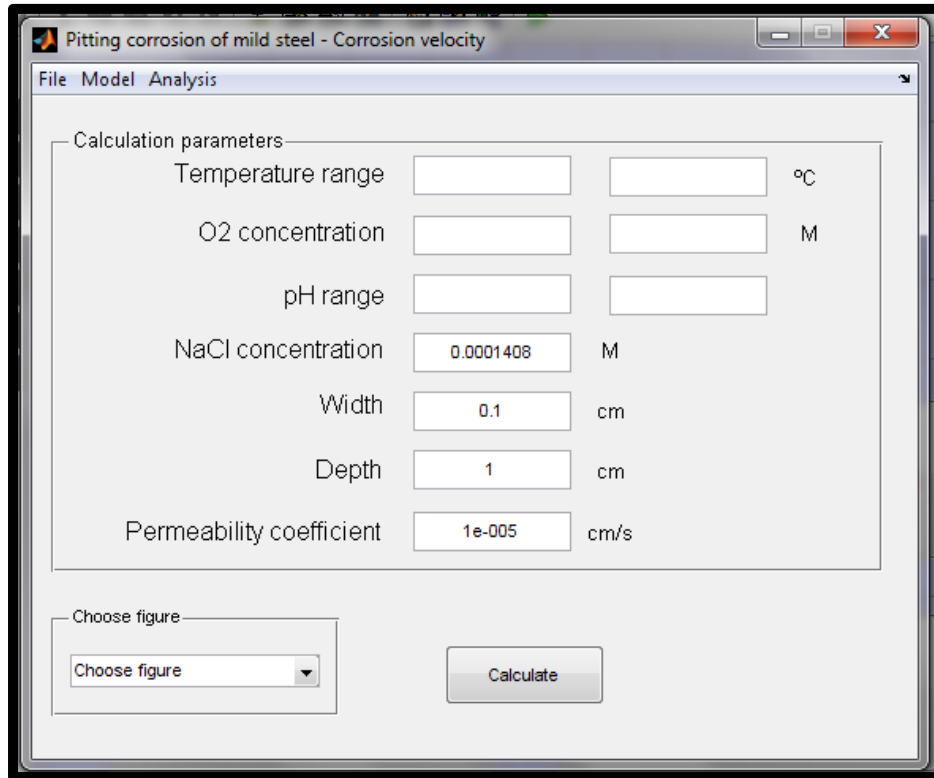 Pitting corrosion of mild steel - Corrosion velocity
File Model Analysis
Calculation parameters
Temperature range ºC
O2 concentration M
pH range
NaCl concentration 0.0001408 M
Width 0.1 cm
Depth 1 cm
Permeability coefficient 1e-005 cm/s
Choose figure
Choose figure
Calculate